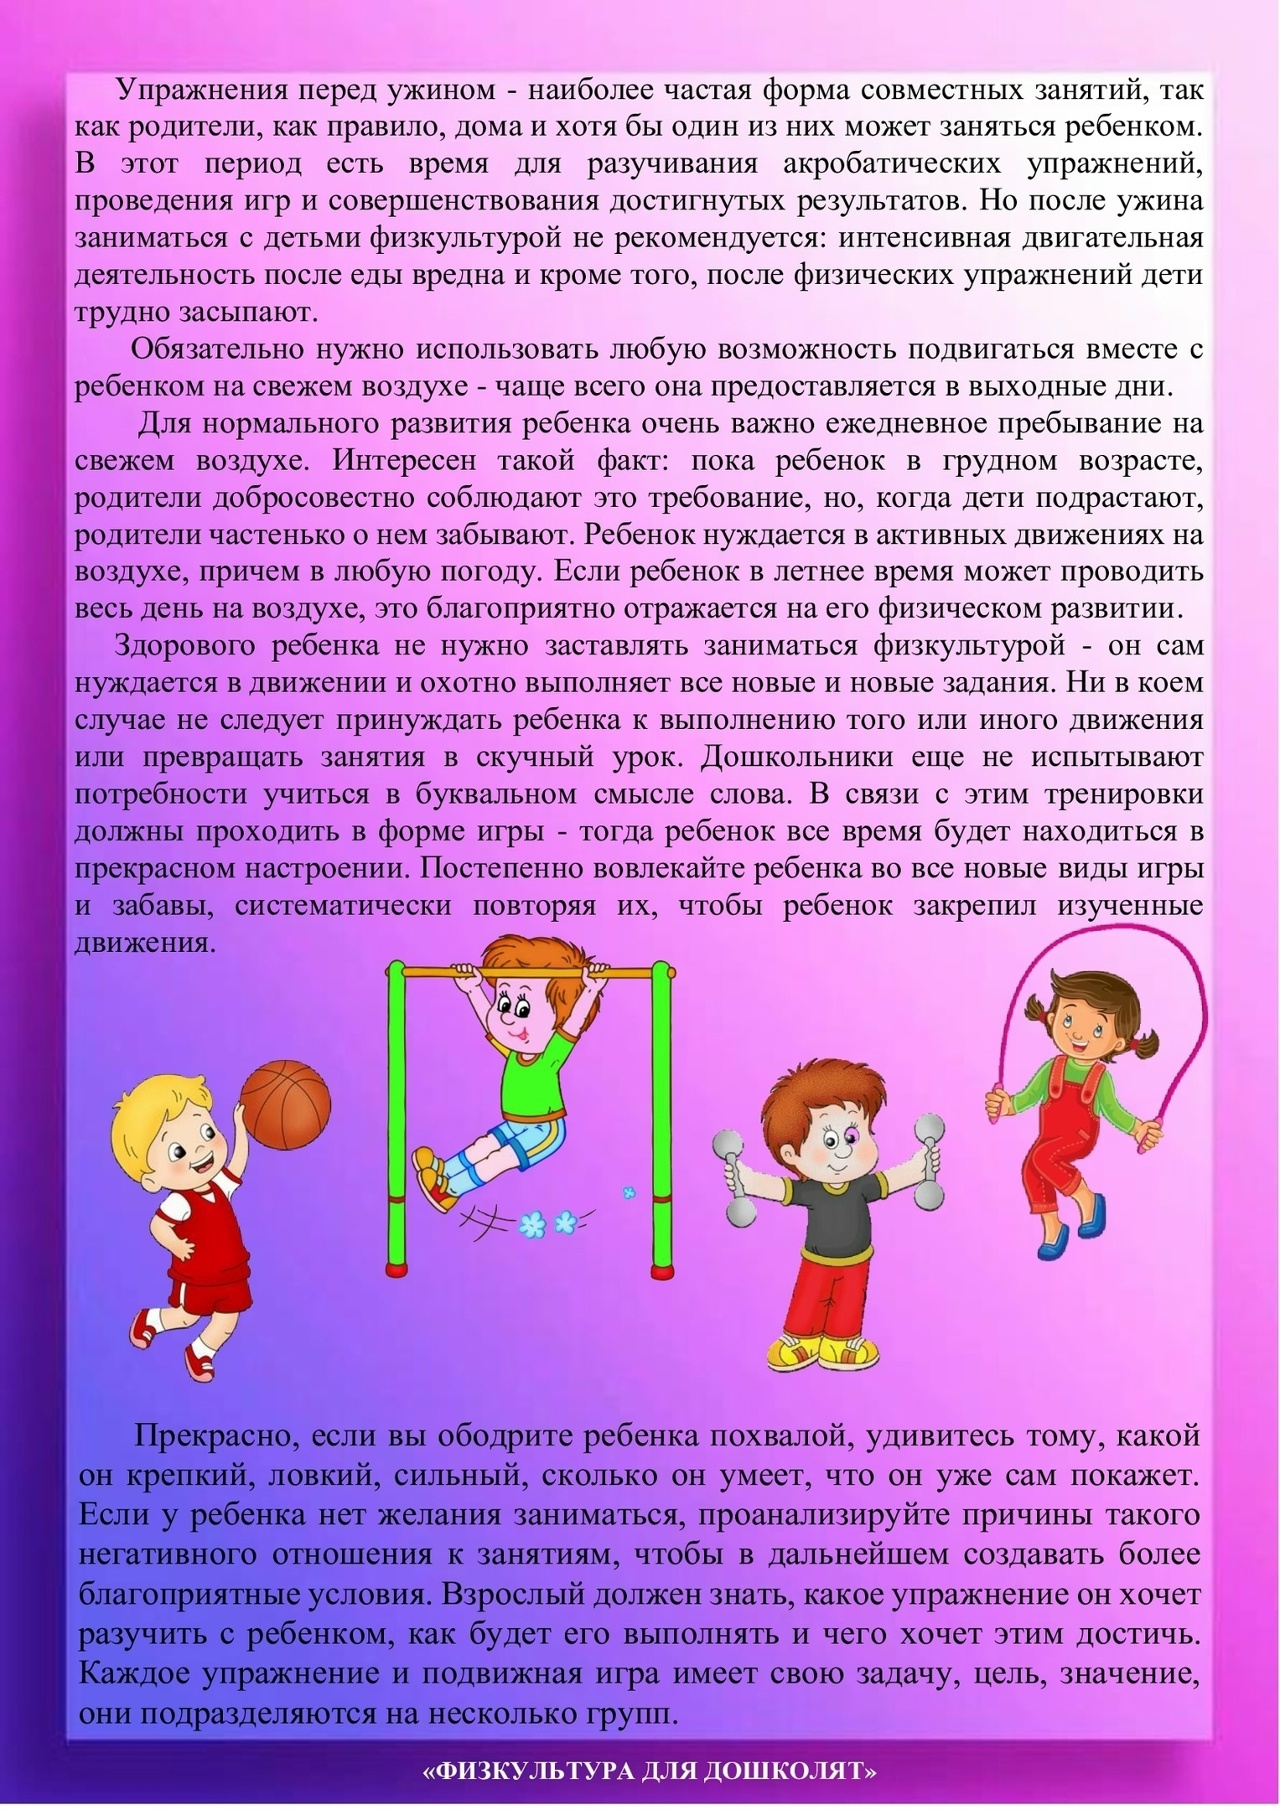 Упражнения перед ужином - наиболее частая форма совместных занятий, так
как родители, как правило, дома и хотя бы один из них может заняться ребенком.
В этот период есть время для разучивания акробатических упражнений,
проведения игр и совершенствования достигнутых результатов. Но после ужина
заниматься с детьми физкультурой не рекомендуется: интенсивная двигательная
деятельность после еды вредна и кроме того, после физических упражнений дети
трудно засыпают.
Обязательно нужно использовать любую возможность подвигаться вместе с
ребенком на свежем воздухе - чаще всего она предоставляется в выходные дни.
Для нормального развития ребенка очень важно ежедневное пребывание на
свежем воздухе. Интересен такой факт: пока ребенок в грудном возрасте,
родители добросовестно соблюдают это требование, но, когда дети подрастают,
родители частенько о нем забывают. Ребенок нуждается в активных движениях на
воздухе, причем в любую погоду. Если ребенок в летнее время может проводить
весь день на воздухе, это благоприятно отражается на его физическом развитии.
Здорового ребенка не нужно заставлять заниматься физкультурой - он сам
нуждается в движении и охотно выполняет все новые и новые задания. Ни в коем
случае не следует принуждать ребенка к выполнению того или иного движения
или превращать занятия в скучный урок. Дошкольники еще не испытывают
потребности учиться в буквальном смысле слова. В связи с этим тренировки
должны проходить в форме игры - тогда ребенок все время будет находиться в
прекрасном настроении. Постепенно вовлекайте ребенка во все новые виды игры
и забавы, систематически повторяя их, чтобы ребенок закрепил изученные
движения.
Прекрасно, если вы ободрите ребенка похвалой, удивитесь тому, какой
он крепкий, ловкий, сильный, сколько он умеет, что он уже сам покажет.
Если у ребенка нет желания заниматься, проанализируйте причины такого
негативного отношения к занятиям, чтобы в дальнейшем создавать более
благоприятные условия. Взрослый должен знать, какое упражнение он хочет
разучить с ребенком, как будет его выполнять и чего хочет этим достичь.
Каждое упражнение и подвижная игра имеет свою задачу, цель, значение,
они подразделяются на несколько групп.
«ФИЗКУЛЬТУРА ДЛЯ ДОШКОЛЯТ»